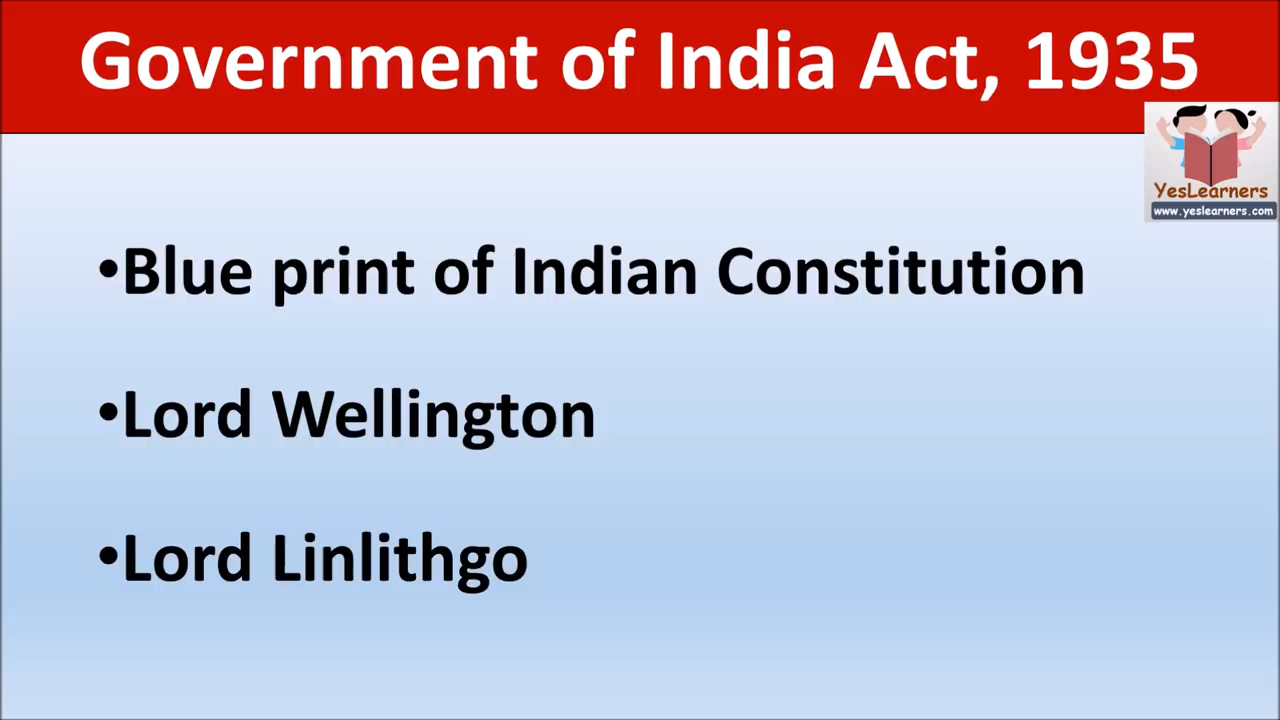 Government of India Act, 1935
YesLearners
www.yeslearners.com
•Blue print of Indian Constitution
•Lord Wellington
•Lord Linlithgo